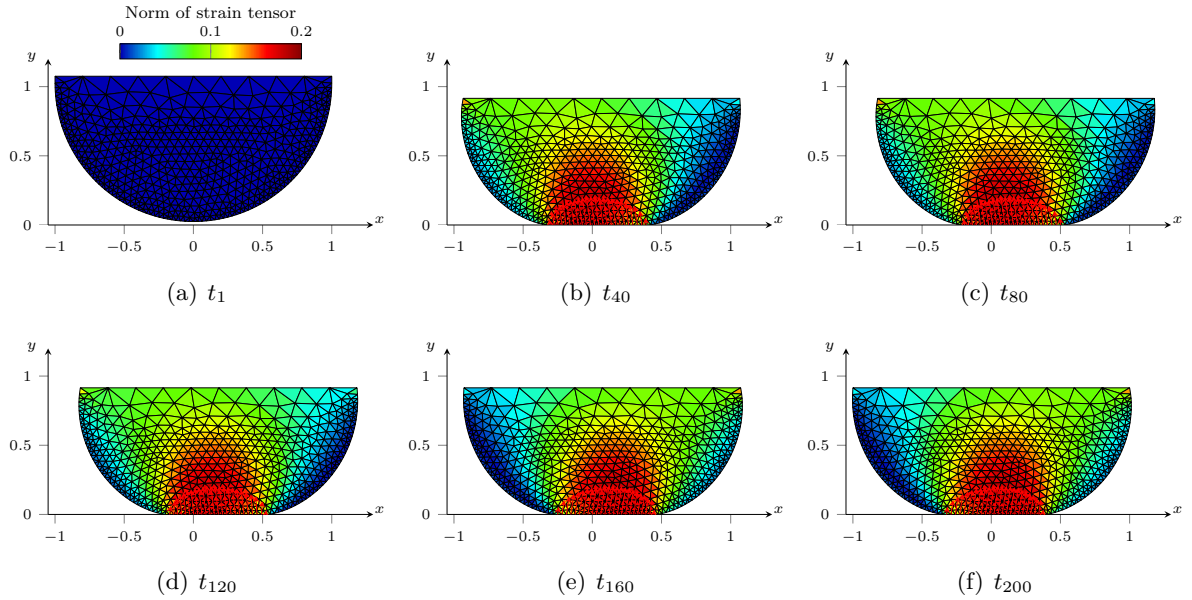 Norm of strain tensor
0 0.1 0.2
y
1
0.5
0
−1 −0.5 0 0.5 1
x
(a) t₁
y
1
0.5
0
−1 −0.5 0 0.5 1
x
(b) t₄₀
y
1
0.5
0
−1 −0.5 0 0.5 1
x
(c) t₈₀
y
1
0.5
0
−1 −0.5 0 0.5 1
x
(d) t₁₂₀
y
1
0.5
0
−1 −0.5 0 0.5 1
x
(e) t₁₆₀
y
1
0.5
0
−1 −0.5 0 0.5 1
x
(f) t₂₀₀